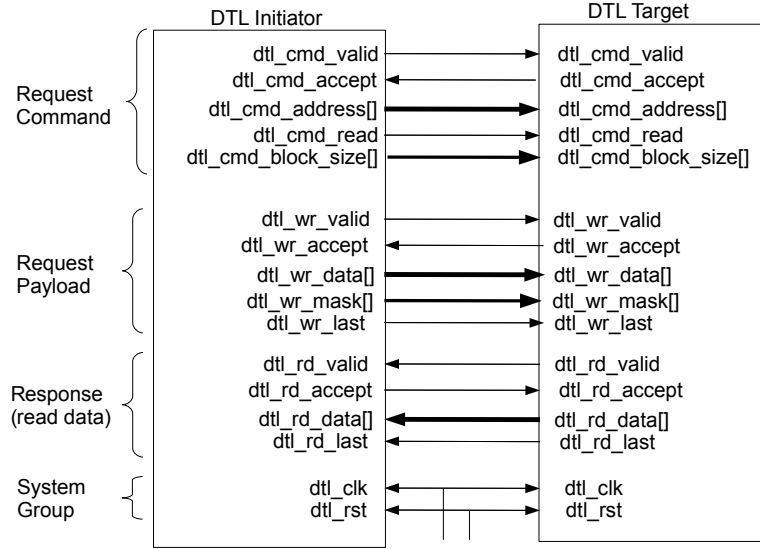 DTL Initiator
DTL Target
Request
Command
dtl_cmd_valid
dtl_cmd_valid
dtl_cmd_accept
dtl_cmd_accept
dtl_cmd_address[]
dtl_cmd_address[]
dtl_cmd_read
dtl_cmd_read
dtl_cmd_block_size[]
dtl_cmd_block_size[]
Request
Payload
dtl_wr_valid
dtl_wr_valid
dtl_wr_accept
dtl_wr_accept
dtl_wr_data[]
dtl_wr_data[]
dtl_wr_mask[]
dtl_wr_mask[]
dtl_wr_last
dtl_wr_last
Response
(read data)
dtl_rd_valid
dtl_rd_valid
dtl_rd_accept
dtl_rd_accept
dtl_rd_data[]
dtl_rd_data[]
dtl_rd_last
dtl_rd_last
System
Group
dtl_clk
dtl_clk
dtl_rst
dtl_rst